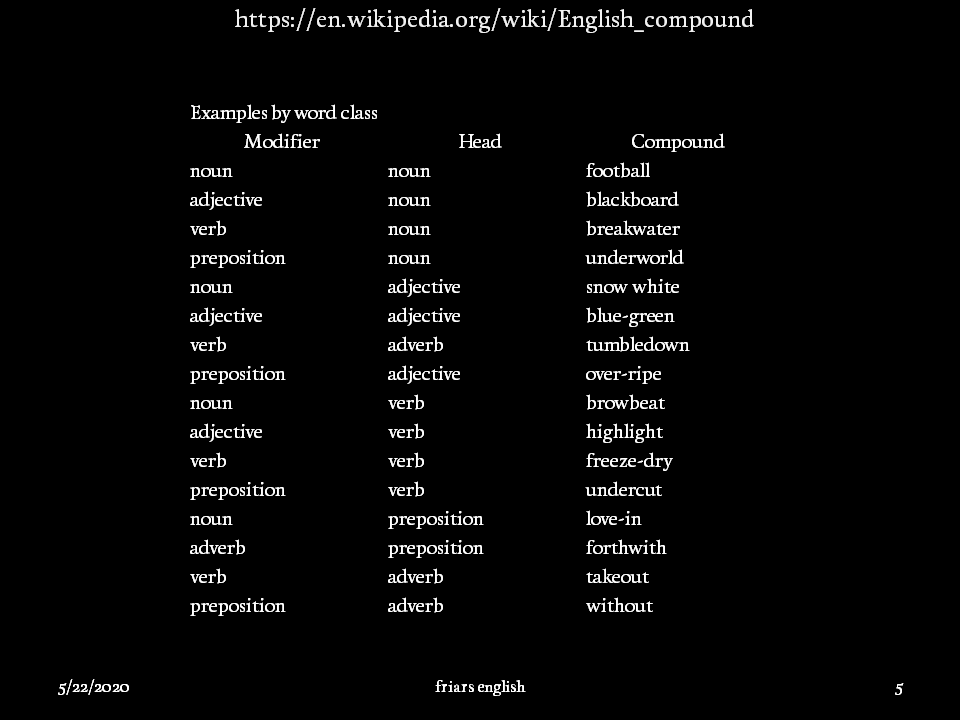 https://en.wikipedia.org/wiki/English_compound
Examples by word class
Modifier Head Compound
noun noun football
adjective noun blackboard
verb noun breakwater
preposition noun underworld
noun adjective snow white
adjective adjective blue-green
verb adverb tumbledown
preposition adjective over-ripe
noun verb browbeat
adjective verb highlight
verb verb freeze-dry
preposition verb undercut
noun preposition love-in
adverb preposition forthwith
verb adverb takeout
preposition adverb without
5/22/2020 friars english 5